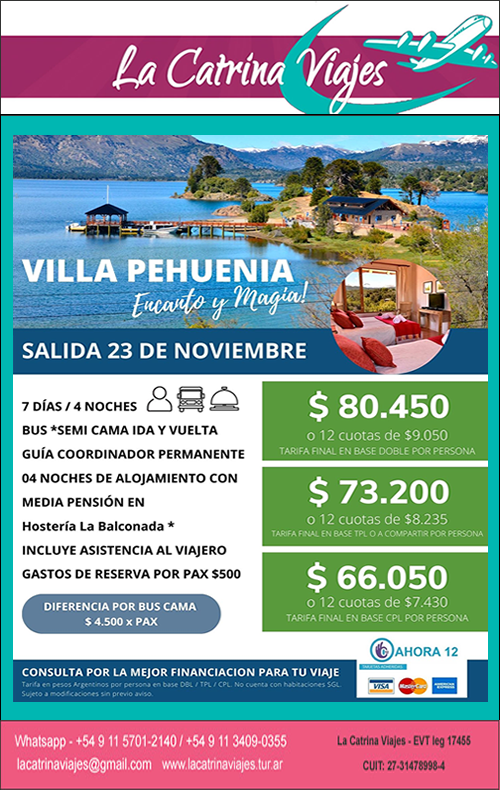 La Catrina Viajes
VILLA PEHUENIA
Encanto y Magia!
SALIDA 23 DE NOVIEMBRE
7 DÍAS / 4 NOCHES
BUS *SEMI CAMA IDA Y VUELTA
GUÍA COORDINADOR PERMANENTE
04 NOCHES DE ALOJAMIENTO CON
MEDIA PENSIÓN EN
Hostería La Balconada *
INCLUYE ASISTENCIA AL VIAJERO
GASTOS DE RESERVA POR PAX $500
DIFERENCIA POR BUS CAMA
$ 4.500 x PAX
$ 80.450
o 12 cuotas de $9.050
TARIFA FINAL EN BASE DOBLE POR PERSONA
$ 73.200
o 12 cuotas de $8.235
TARIFA FINAL EN BASE TPL O A COMPARTIR POR PERSONA
$ 66.050
o 12 cuotas de $7.430
TARIFA FINAL EN BASE CPL POR PERSONA
AHORA 12
TARJETAS ADHERIDAS
VISA
MasterCard
AMERICAN EXPRESS
CONSULTA POR LA MEJOR FINANCIACION PARA TU VIAJE
Tarifa en pesos Argentinos por persona en base DBL / TPL / CPL. No cuenta con habitaciones SGL.
Sujeto a modificaciones sin previo aviso.
Whatsapp - +54 9 11 5701-2140 / +54 9 11 3409-0355
lacatrinaviajes@gmail.com www.lacatrinaviajes.tur.ar
La Catrina Viajes - EVT leg 17455
CUIT: 27-31478998-4